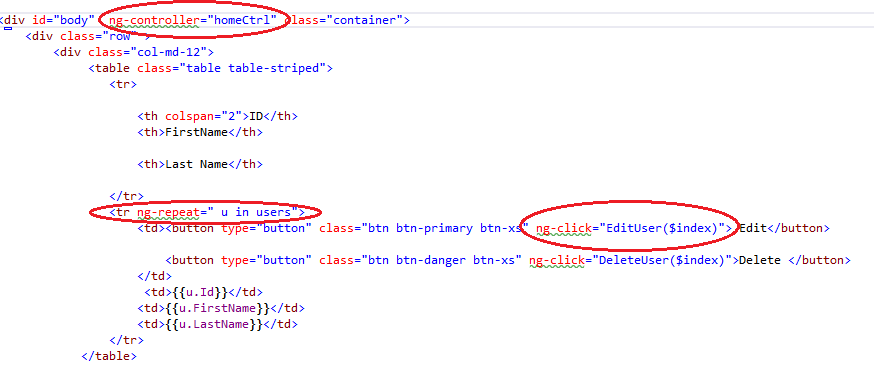 <div id="body" ng-controller="homeCtrl" class="container">
<div class="row">
<div class="col-md-12">
<table class="table table-striped">
<tr>
<th colspan="2">ID</th>
<th>FirstName</th>
<th>Last Name</th>
</tr>
<tr ng-repeat=" u in users">
<td><button type="button" class="btn btn-primary btn-xs" ng-click="EditUser($index)"> Edit</button>
<button type="button" class="btn btn-danger btn-xs" ng-click="DeleteUser($index)">Delete </button>
</td>
<td>{{u.Id}}</td>
<td>{{u.FirstName}}</td>
<td>{{u.LastName}}</td>
</tr>
</table>